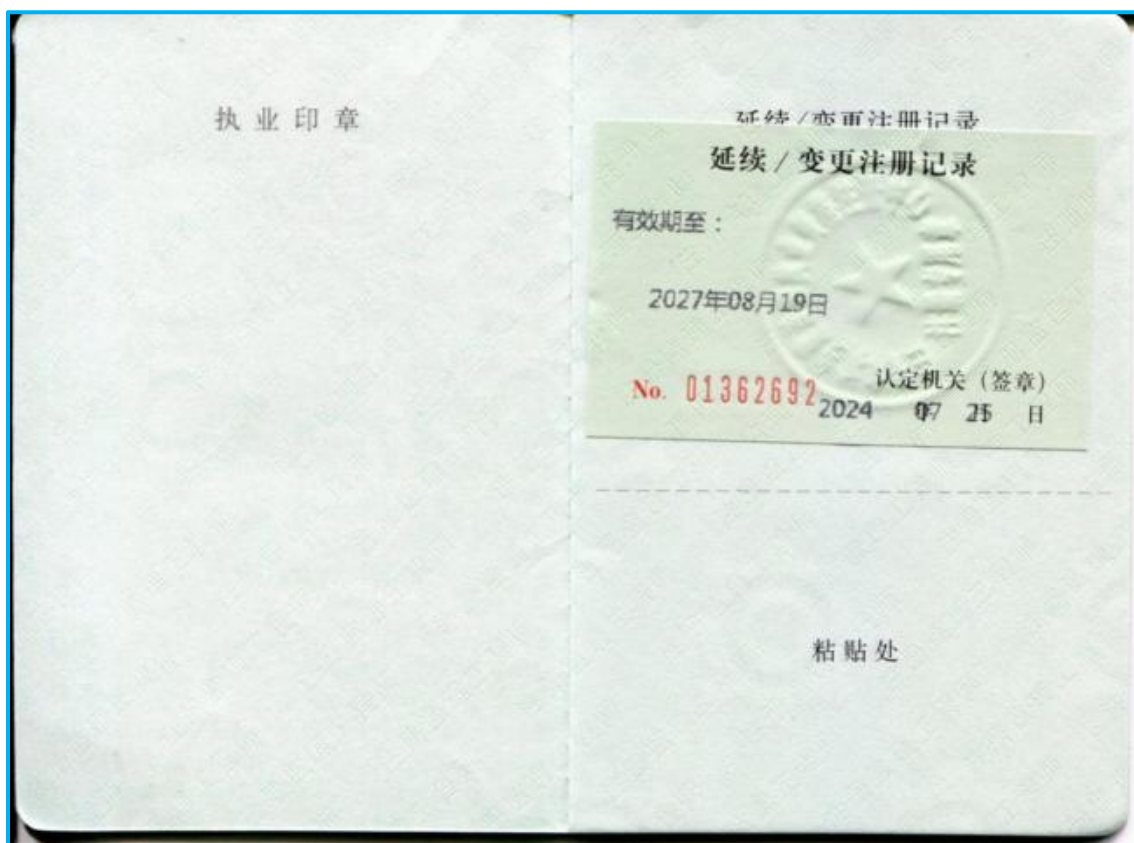 执业印章
延续/变更注册记录
延续/变更注册记录
有效期至：
2027年08月19日
No. 01362692
认定机关（签章）
2024 07 25 日
粘贴处